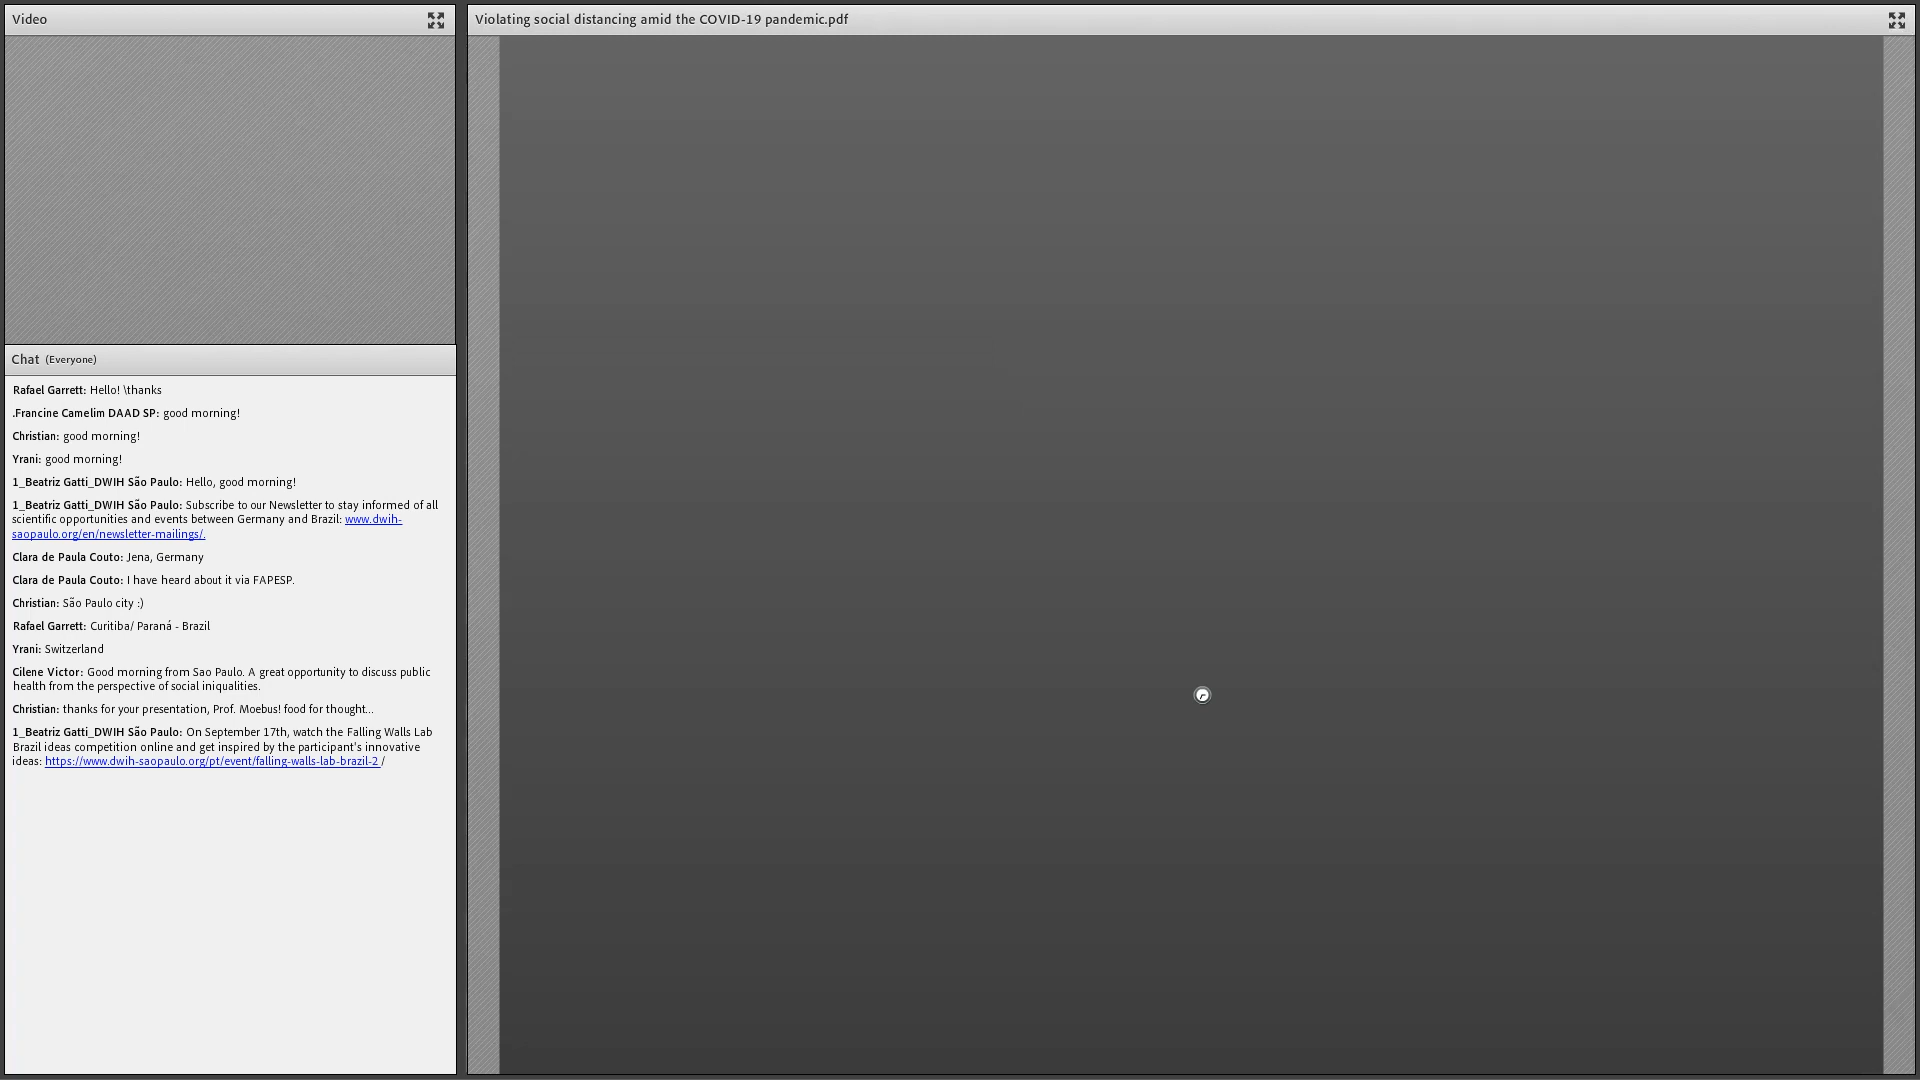 Video
Violating social distancing amid the COVID-19 pandemic.pdf
Chat (Everyone)
Rafael Garrett: Hello! \thanks
.Francine Camelim DAAD SP: good morning!
Christian: good morning!
Yrani: good morning!
1_Beatriz Gatti_DWIH São Paulo: Hello, good morning!
1_Beatriz Gatti_DWIH São Paulo: Subscribe to our Newsletter to stay informed of all
scientific opportunities and events between Germany and Brazil: www.dwih-
saopaulo.org/en/newsletter-mailings/.
Clara de Paula Couto: Jena, Germany
Clara de Paula Couto: I have heard about it via FAPESP.
Christian: São Paulo city :)
Rafael Garrett: Curitiba/ Paraná - Brazil
Yrani: Switzerland
Cilene Victor: Good morning from Sao Paulo. A great opportunity to discuss public
health from the perspective of social iniqualities.
Christian: thanks for your presentation, Prof. Moebus! food for thought...
1_Beatriz Gatti_DWIH São Paulo: On September 17th, watch the Falling Walls Lab
Brazil ideas competition online and get inspired by the participant's innovative
ideas: https://www.dwih-saopaulo.org/pt/event/falling-walls-lab-brazil-2 /